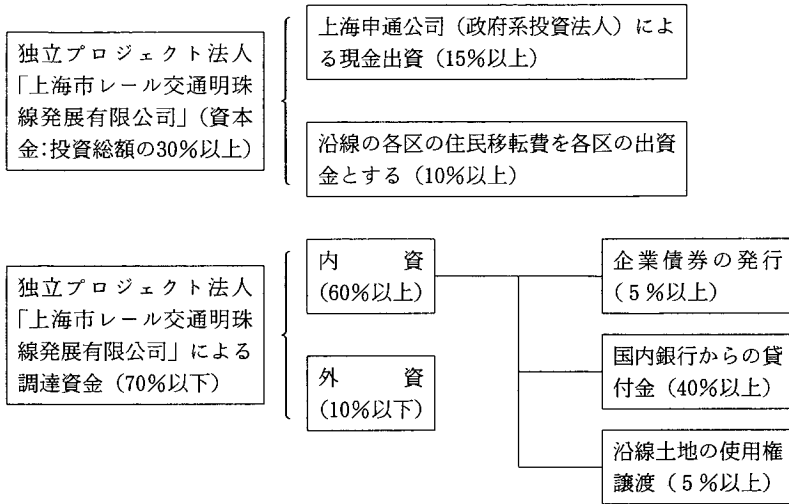 独立プロジェクト法人
「上海市レール交通明珠
線発展有限公司」(資本
金:投資総額の30%以上)
上海申通公司(政府系投資法人)によ
る現金出資(15%以上)
沿線の各区の住民移転費を各区の出資
金とする(10%以上)
独立プロジェクト法人
「上海市レール交通明珠
線発展有限公司」による
調達資金(70%以下)
内 資
(60%以上)
外 資
(10%以下)
企業債券の発行
(5%以上)
国内銀行からの貸
付金(40%以上)
沿線土地の使用権
譲渡(5%以上)